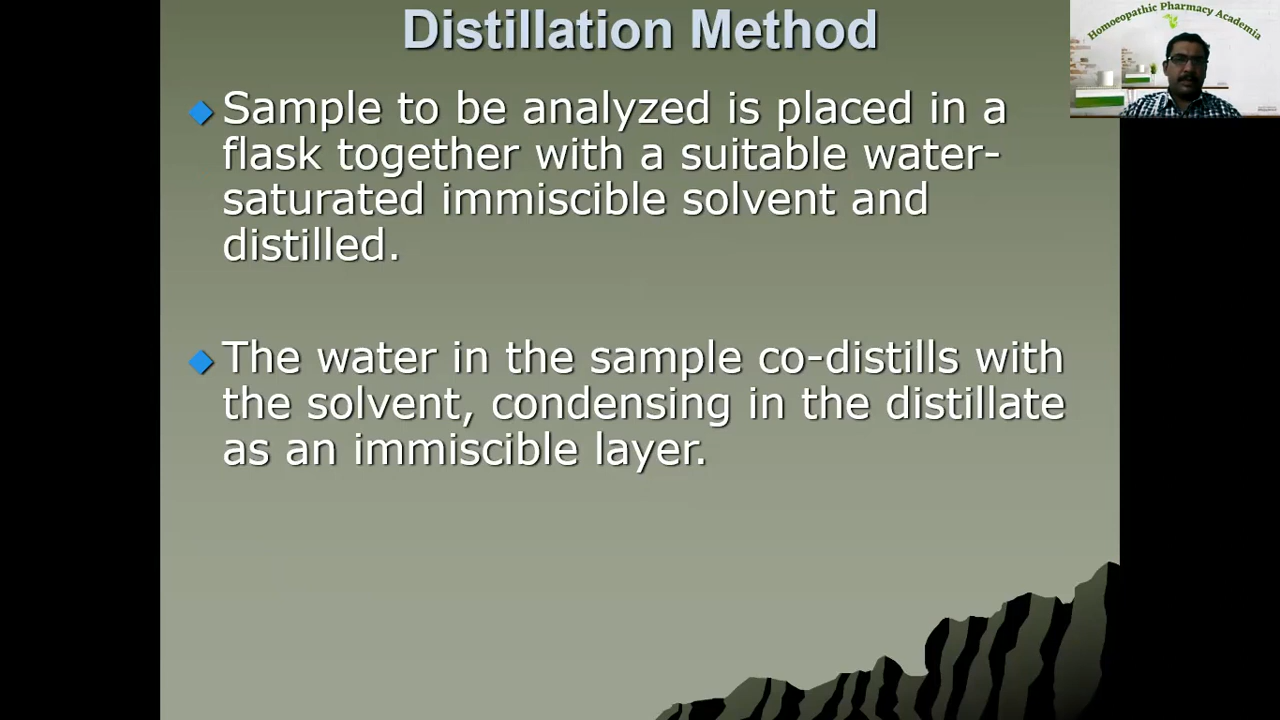 Distillation Method
Homoeopathic Pharmacy Academia
Sample to be analyzed is placed in a
flask together with a suitable water-
saturated immiscible solvent and
distilled.
The water in the sample co-distills with
the solvent, condensing in the distillate
as an immiscible layer.